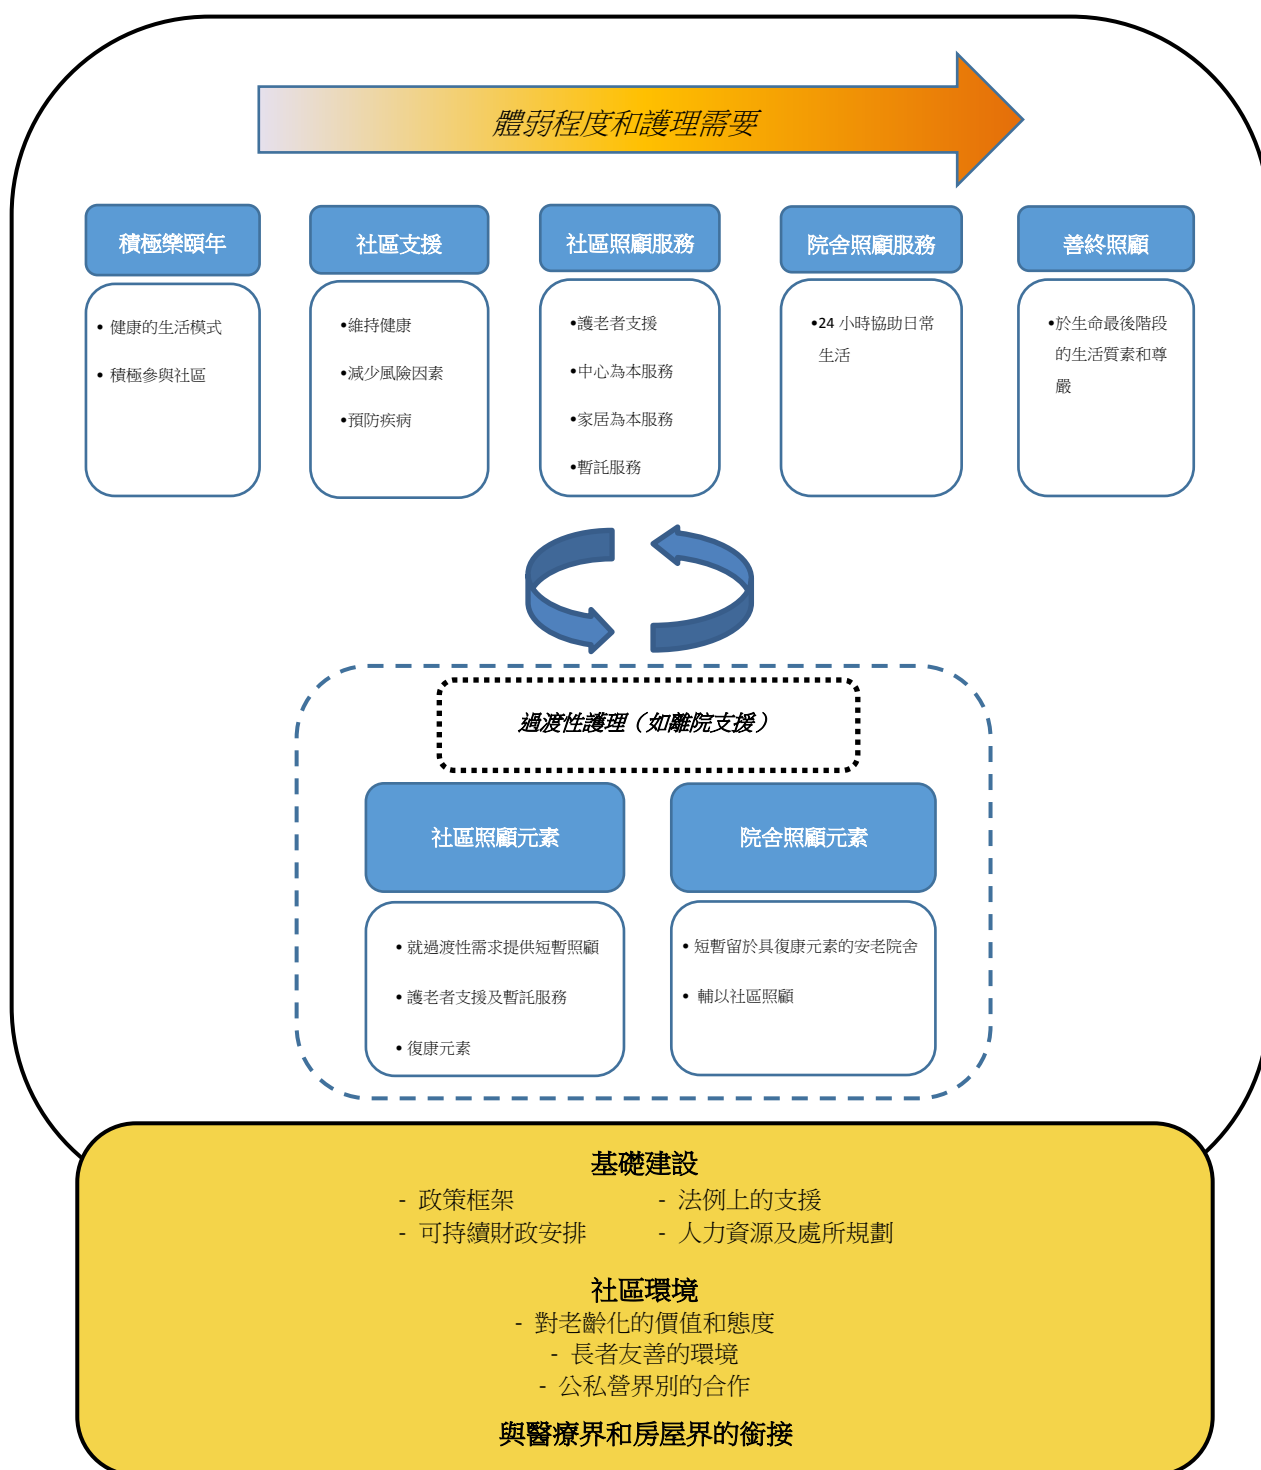 體弱程度和護理需要
積極樂頤年
• 健康的生活模式
• 積極參與社區
社區支援
•維持健康
•減少風險因素
•預防疾病
社區照顧服務
•護老者支援
•中心為本服務
•家居為本服務
•暫託服務
院舍照顧服務
•24 小時協助日常
生活
善終照顧
•於生命最後階段
的生活質素和尊
嚴
過渡性護理（如離院支援）
社區照顧元素
• 就過渡性需求提供短暫照顧
• 護老者支援及暫託服務
• 復康元素
院舍照顧元素
• 短暫留於具復康元素的安老院舍
• 輔以社區照顧
基礎建設
- 政策框架
- 法例上的支援
- 可持續財政安排
- 人力資源及處所規劃
社區環境
- 對老齡化的價值和態度
- 長者友善的環境
- 公私營界別的合作
與醫療界和房屋界的銜接